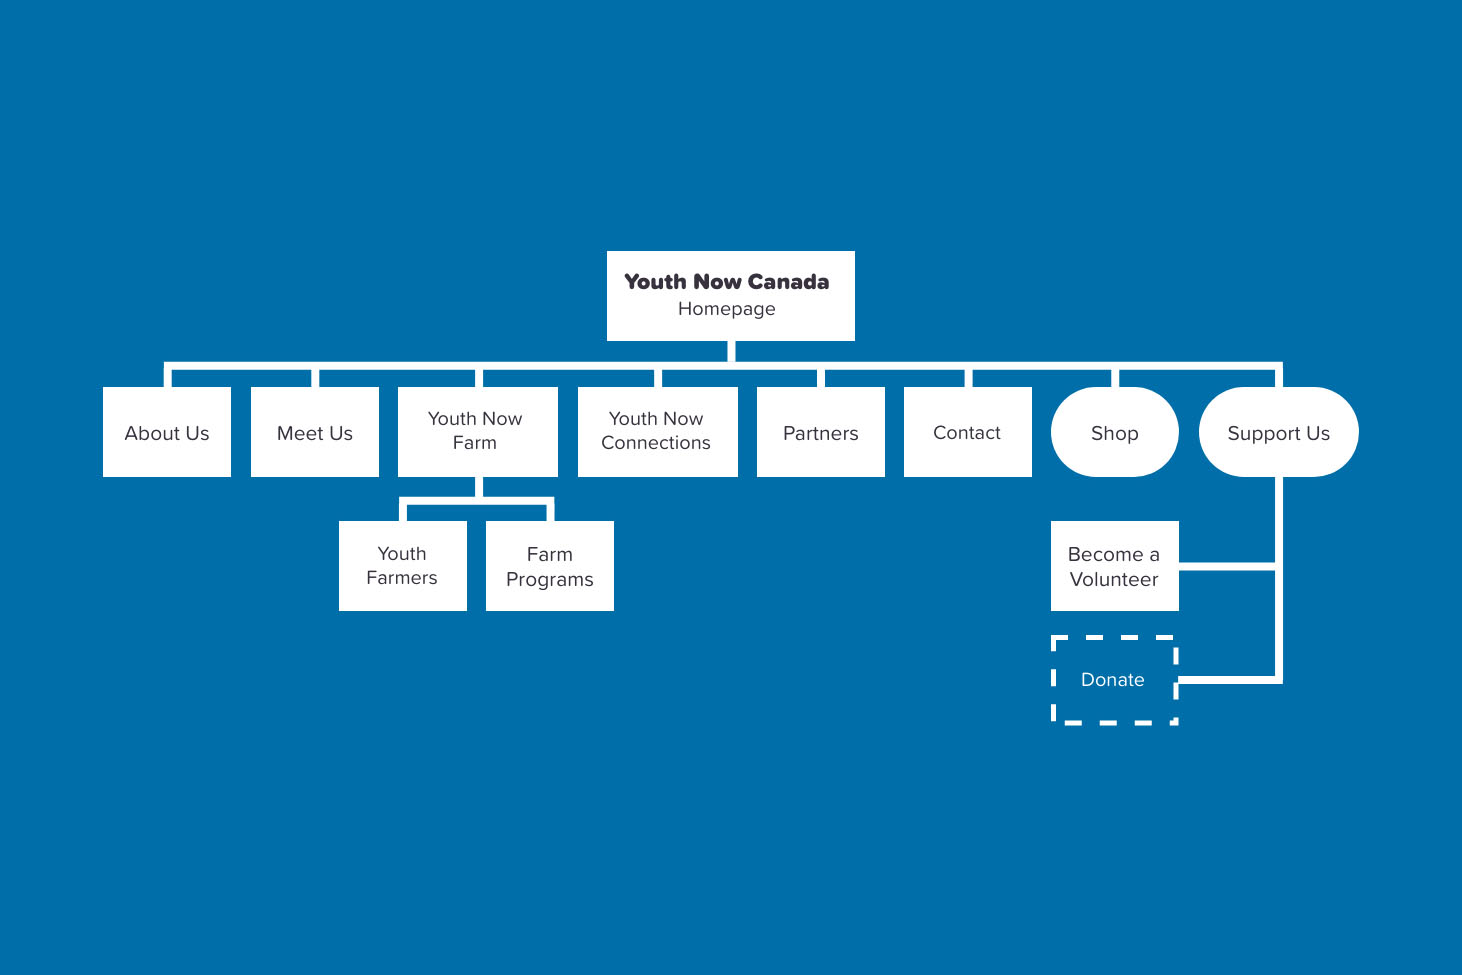 Youth Now Canada
Homepage
About Us
Meet Us
Youth Now
Farm
Youth Now
Connections
Partners
Contact
Shop
Support Us
Youth
Farmers
Farm
Programs
Become a
Volunteer
Donate